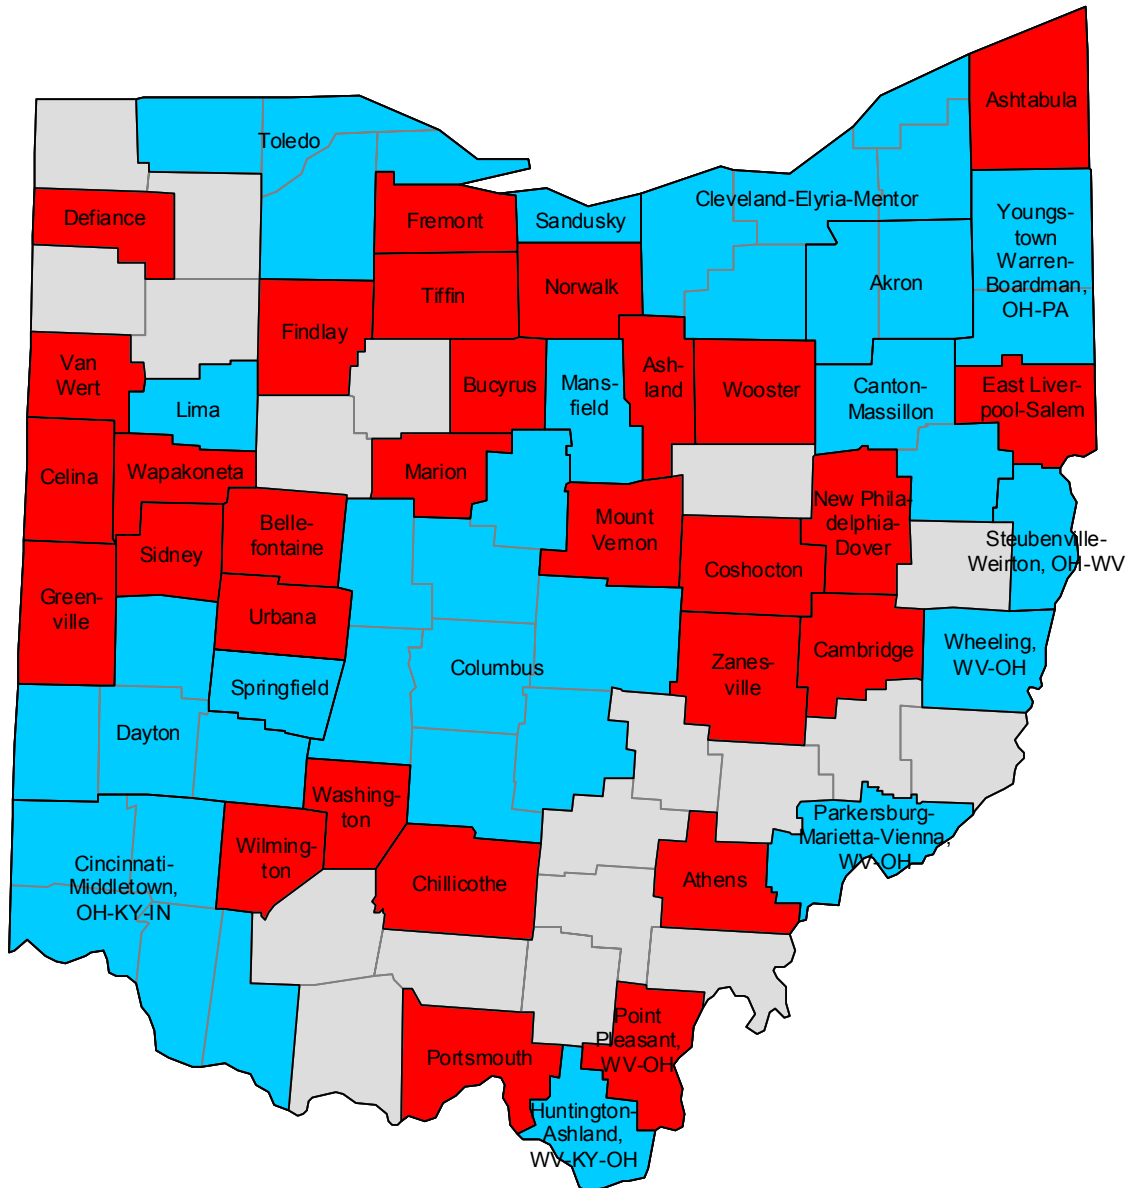 Ashtabula
Toledo
Cleveland-Elyria-Mentor
Defiance
Fremont
Sandusky
Youngs-
town
Warren-
Boardman,
OH-PA
Akron
Tiffin
Norwalk
Findlay
Van
Wert
Bucyrus
Mans-
field
Ash-
land
Wooster
Canton-
Massillon
East Liver-
pool-Salem
Lima
Celina
Wapakoneta
Marion
New Phila-
delphia-
Dover
Mount
Vernon
Belle-
fontaine
Sidney
Steubenville-
Weirton, OH-WV
Coshocton
Green-
ville
Urbana
Columbus
Zanes-
ville
Cambridge
Wheeling,
WV-OH
Springfield
Dayton
Washing-
ton
Parkersburg-
Marietta-Vienna,
WV-OH
Wilming-
ton
Cincinnati-
Middletown,
OH-KY-IN
Chillicothe
Athens
Point
Pleasant,
WV-OH
Portsmouth
Huntington-
Ashland,
WV-KY-OH